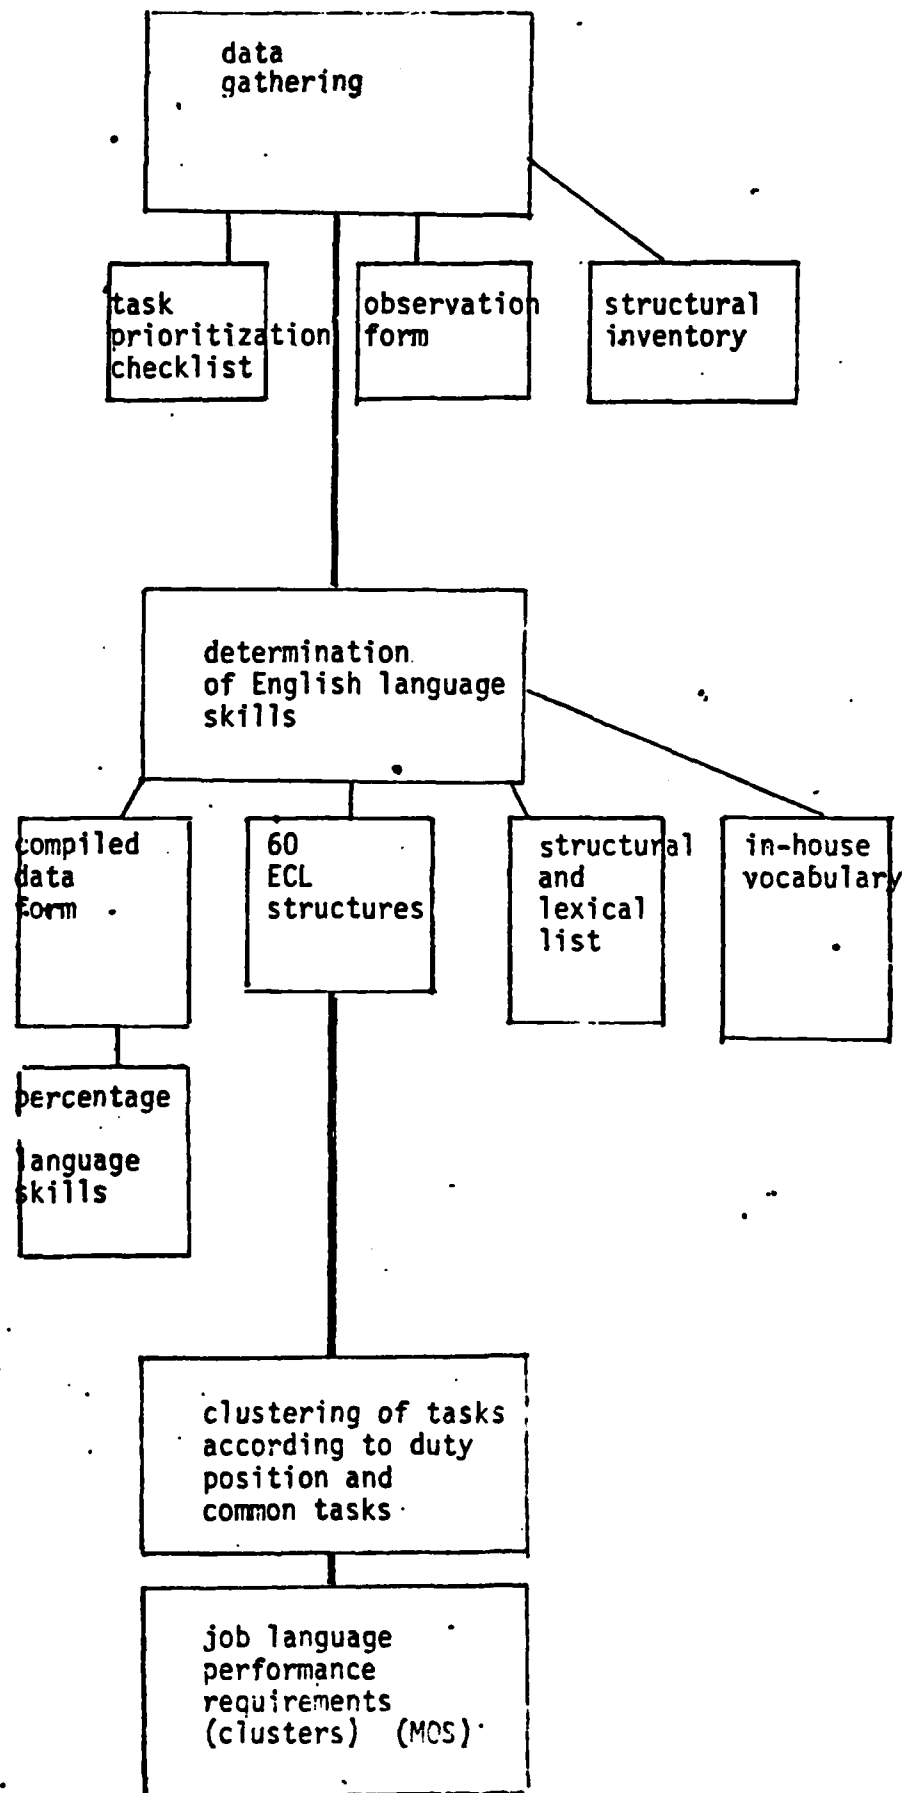 data
gathering
task
prioritization
checklist
observation
form
structural
inventory
determination
of English language
skills
compiled
data
form
60
ECL
structures
structural
and
lexical
list
in-house
vocabulary
percentage
language
skills
clustering of tasks
according to duty
position and
common tasks
job language
performance
requirements
(clusters) (MOS)